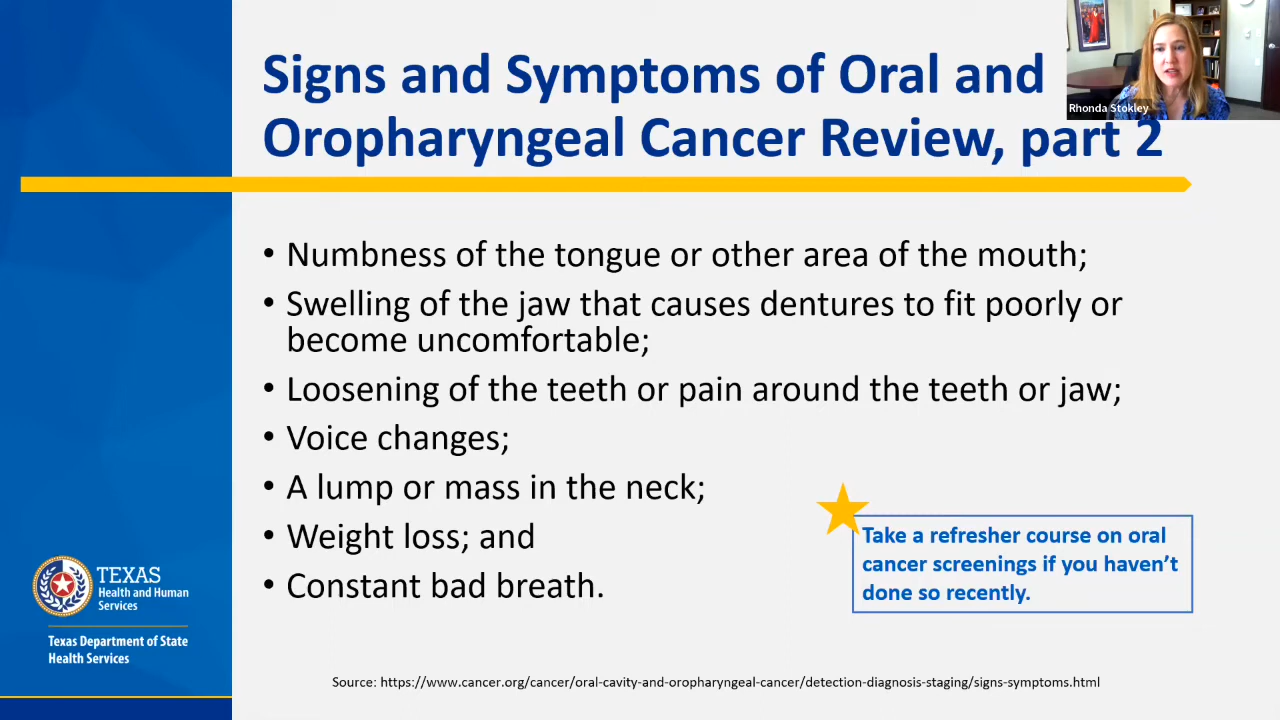 Signs and Symptoms of Oral and
Oropharyngeal Cancer Review, part 2
Rhonda Stokley
• Numbness of the tongue or other area of the mouth;
• Swelling of the jaw that causes dentures to fit poorly or
become uncomfortable;
• Loosening of the teeth or pain around the teeth or jaw;
• Voice changes;
• A lump or mass in the neck;
• Weight loss; and
• Constant bad breath.
Take a refresher course on oral
cancer screenings if you haven't
done so recently.
TEXAS
Health and Human
Services
Texas Department of State
Health Services
Source: https://www.cancer.org/cancer/oral-cavity-and-oropharyngeal-cancer/detection-diagnosis-staging/signs-symptoms.html